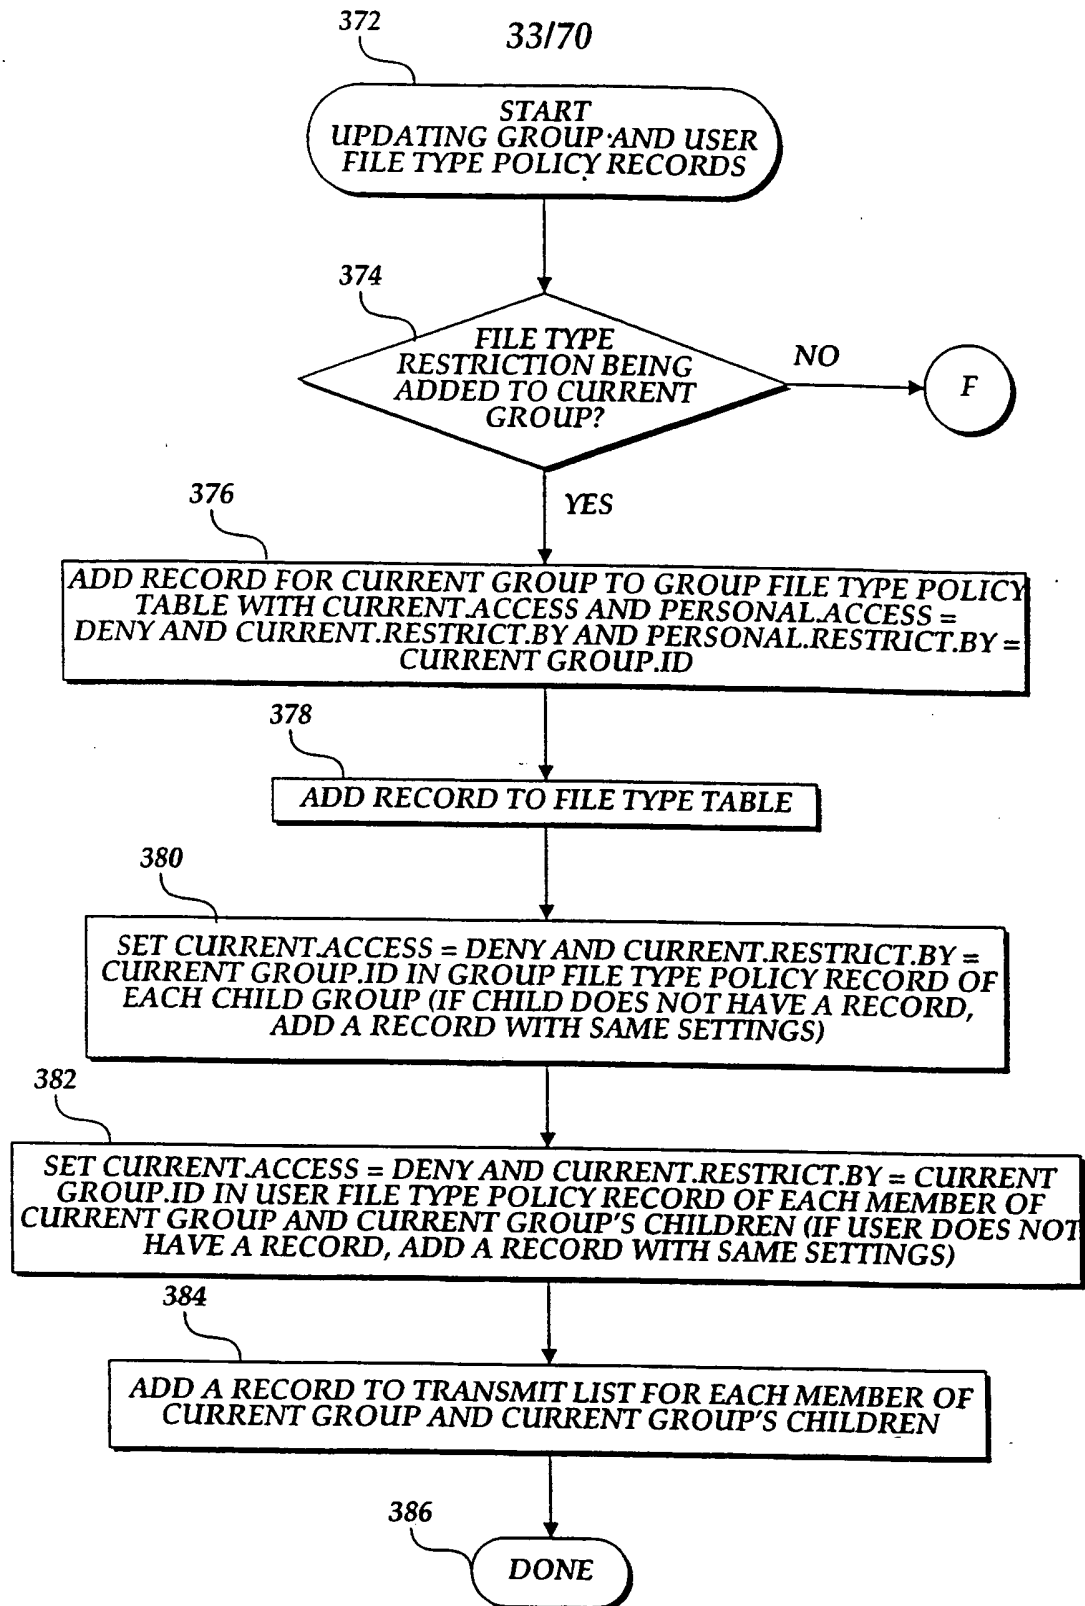 372
33/70
START
UPDATING GROUP AND USER
FILE TYPE POLICY RECORDS
374
FILE TYPE
RESTRICTION BEING
ADDED TO CURRENT
GROUP?
NO
F
YES
376
ADD RECORD FOR CURRENT GROUP TO GROUP FILE TYPE POLICY
TABLE WITH CURRENT.ACCESS AND PERSONAL.ACCESS =
DENY AND CURRENT.RESTRICT.BY AND PERSONAL.RESTRICT.BY =
CURRENT GROUP.ID
378
ADD RECORD TO FILE TYPE TABLE
380
SET CURRENT.ACCESS = DENY AND CURRENT.RESTRICT.BY =
CURRENT GROUP.ID IN GROUP FILE TYPE POLICY RECORD OF
EACH CHILD GROUP (IF CHILD DOES NOT HAVE A RECORD,
ADD A RECORD WITH SAME SETTINGS)
382
SET CURRENT.ACCESS = DENY AND CURRENT.RESTRICT.BY = CURRENT
GROUP.ID IN USER FILE TYPE POLICY RECORD OF EACH MEMBER OF
CURRENT GROUP AND CURRENT GROUP'S CHILDREN (IF USER DOES NOT
HAVE A RECORD, ADD A RECORD WITH SAME SETTINGS)
384
ADD A RECORD TO TRANSMIT LIST FOR EACH MEMBER OF
CURRENT GROUP AND CURRENT GROUP'S CHILDREN
386
DONE